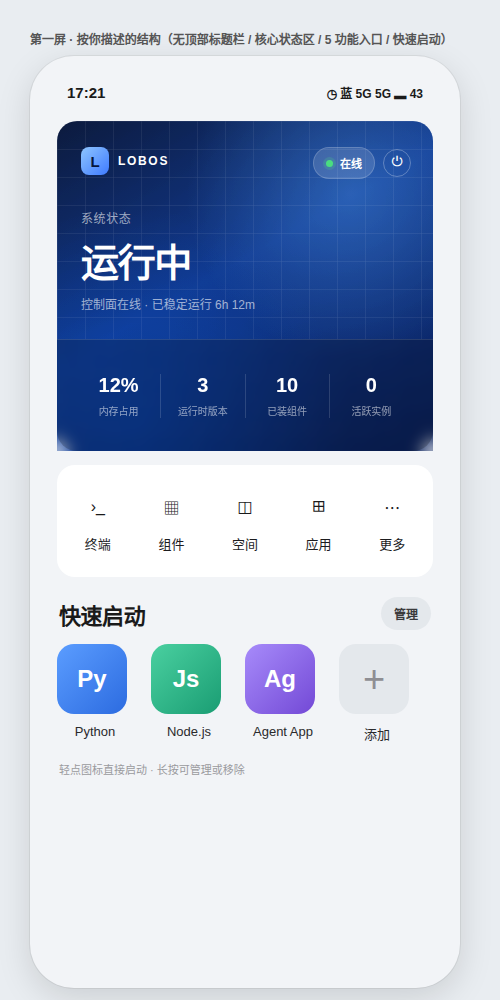 第一屏 · 按你描述的结构（无顶部标题栏 / 核心状态区 / 5 功能入口 / 快速启动）
17:21
蓝 5G 5G 43
L LOBOS
在线
系统状态
运行中
控制面在线 · 已稳定运行 6h 12m
12% 3 10 0
内存占用 运行时版本 已装组件 活跃实例
›_ ⋯
终端 组件 空间 应用 更多
快速启动 管理
Py Js Ag +
Python Node.js Agent App 添加
轻点图标直接启动 · 长按可管理或移除